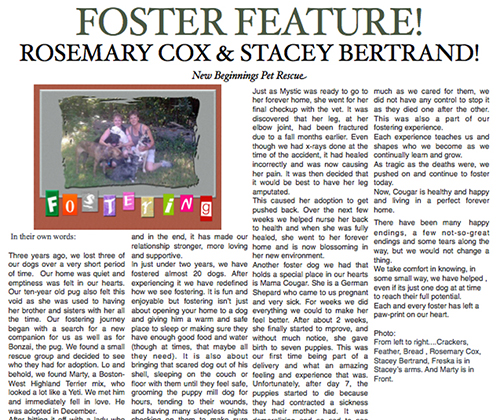 FOSTER FEATURE!
ROSEMARY COX & STACEY BERTRAND!
New Beginnings Pet Rescue
Fostering
In their own words:
Three years ago, we lost three of
our dogs over a very short period
of time. Our home was quiet and
emptiness was felt in our hearts.
Our ten-year old pug also felt this
void as she was used to having
her brother and sisters with her all
the time. Our fostering journey
began with a search for a new
companion for us as well as for
Bonzai, the pug. We found a small
rescue group and decided to see
who they had for adoption. Lo and
behold, we found Marty, a Boston-
West Highland Terrier mix, who
looked a lot like a Yeti. We met him
and immediately fell in love. He
was adopted in December.
After hitting it off with a lady who
and in the end, it has made our
relationship stronger, more loving
and supportive.
In just under two years, we have
fostered almost 20 dogs. After
experiencing it we have redefined
how we see fostering. It is fun and
enjoyable but fostering isn't just
about opening your home to a dog
and giving him a warm and safe
place to sleep or making sure they
have enough good food and water
(though at times, that maybe all
they need). It is also about
bringing that scared dog out of his
shell, sleeping on the couch or
floor with them until they feel safe,
grooming the puppy mill dog for
hours, tending to their wounds,
and having many sleepless nights
checking on them to make sure
Just as Mystic was ready to go to
her forever home, she went for her
final checkup with the vet. It was
discovered that her leg, at her
elbow joint, had been fractured
due to a fall months earlier. Even
though we had x-rays done at the
time of the accident, it had healed
incorrectly and was now causing
her pain. It was then decided that
it would be best to have her leg
amputated.
This caused her adoption to get
pushed back. Over the next few
weeks we helped nurse her back
to health and when she was fully
healed, she went to her forever
home and is now blossoming in
her new environment.
Another foster dog we had that
holds a special place in our hearts
is Mama Cougar. She is a German
Shepard who came to us pregnant
and very sick. For weeks we did
everything we could to make her
feel better. After about 2 weeks,
she finally started to improve, and
without much notice, she gave
birth to seven puppies. This was
our first time being part of a
delivery and what an amazing
feeling and experience that was.
Unfortunately, after day 7, the
puppies started to die because
they had contracted a sickness
that their mother had. It was
much as we cared for them, we
did not have any control to stop it
as they died one after the other.
This was also a part of our
fostering experience.
Each experience teaches us and
shapes who we become as we
continually learn and grow.
As tragic as the deaths were, we
pushed on and continue to foster
today.
Now, Cougar is healthy and happy
and living in a perfect forever
home.
There have been many happy
endings, a few not-so-great
endings and some tears along the
way, but we would not change a
thing.
We take comfort in knowing, in
some small way, we have helped ,
even if its just one dog at at time
to reach their full potential.
Each and every foster has left a
paw-print on our heart.
Photo:
From left to right....Crackers,
Feather, Bread , Rosemary Cox,
Stacey Bertrand, Freska is in
Stacey's arms. And Marty is in
Front.